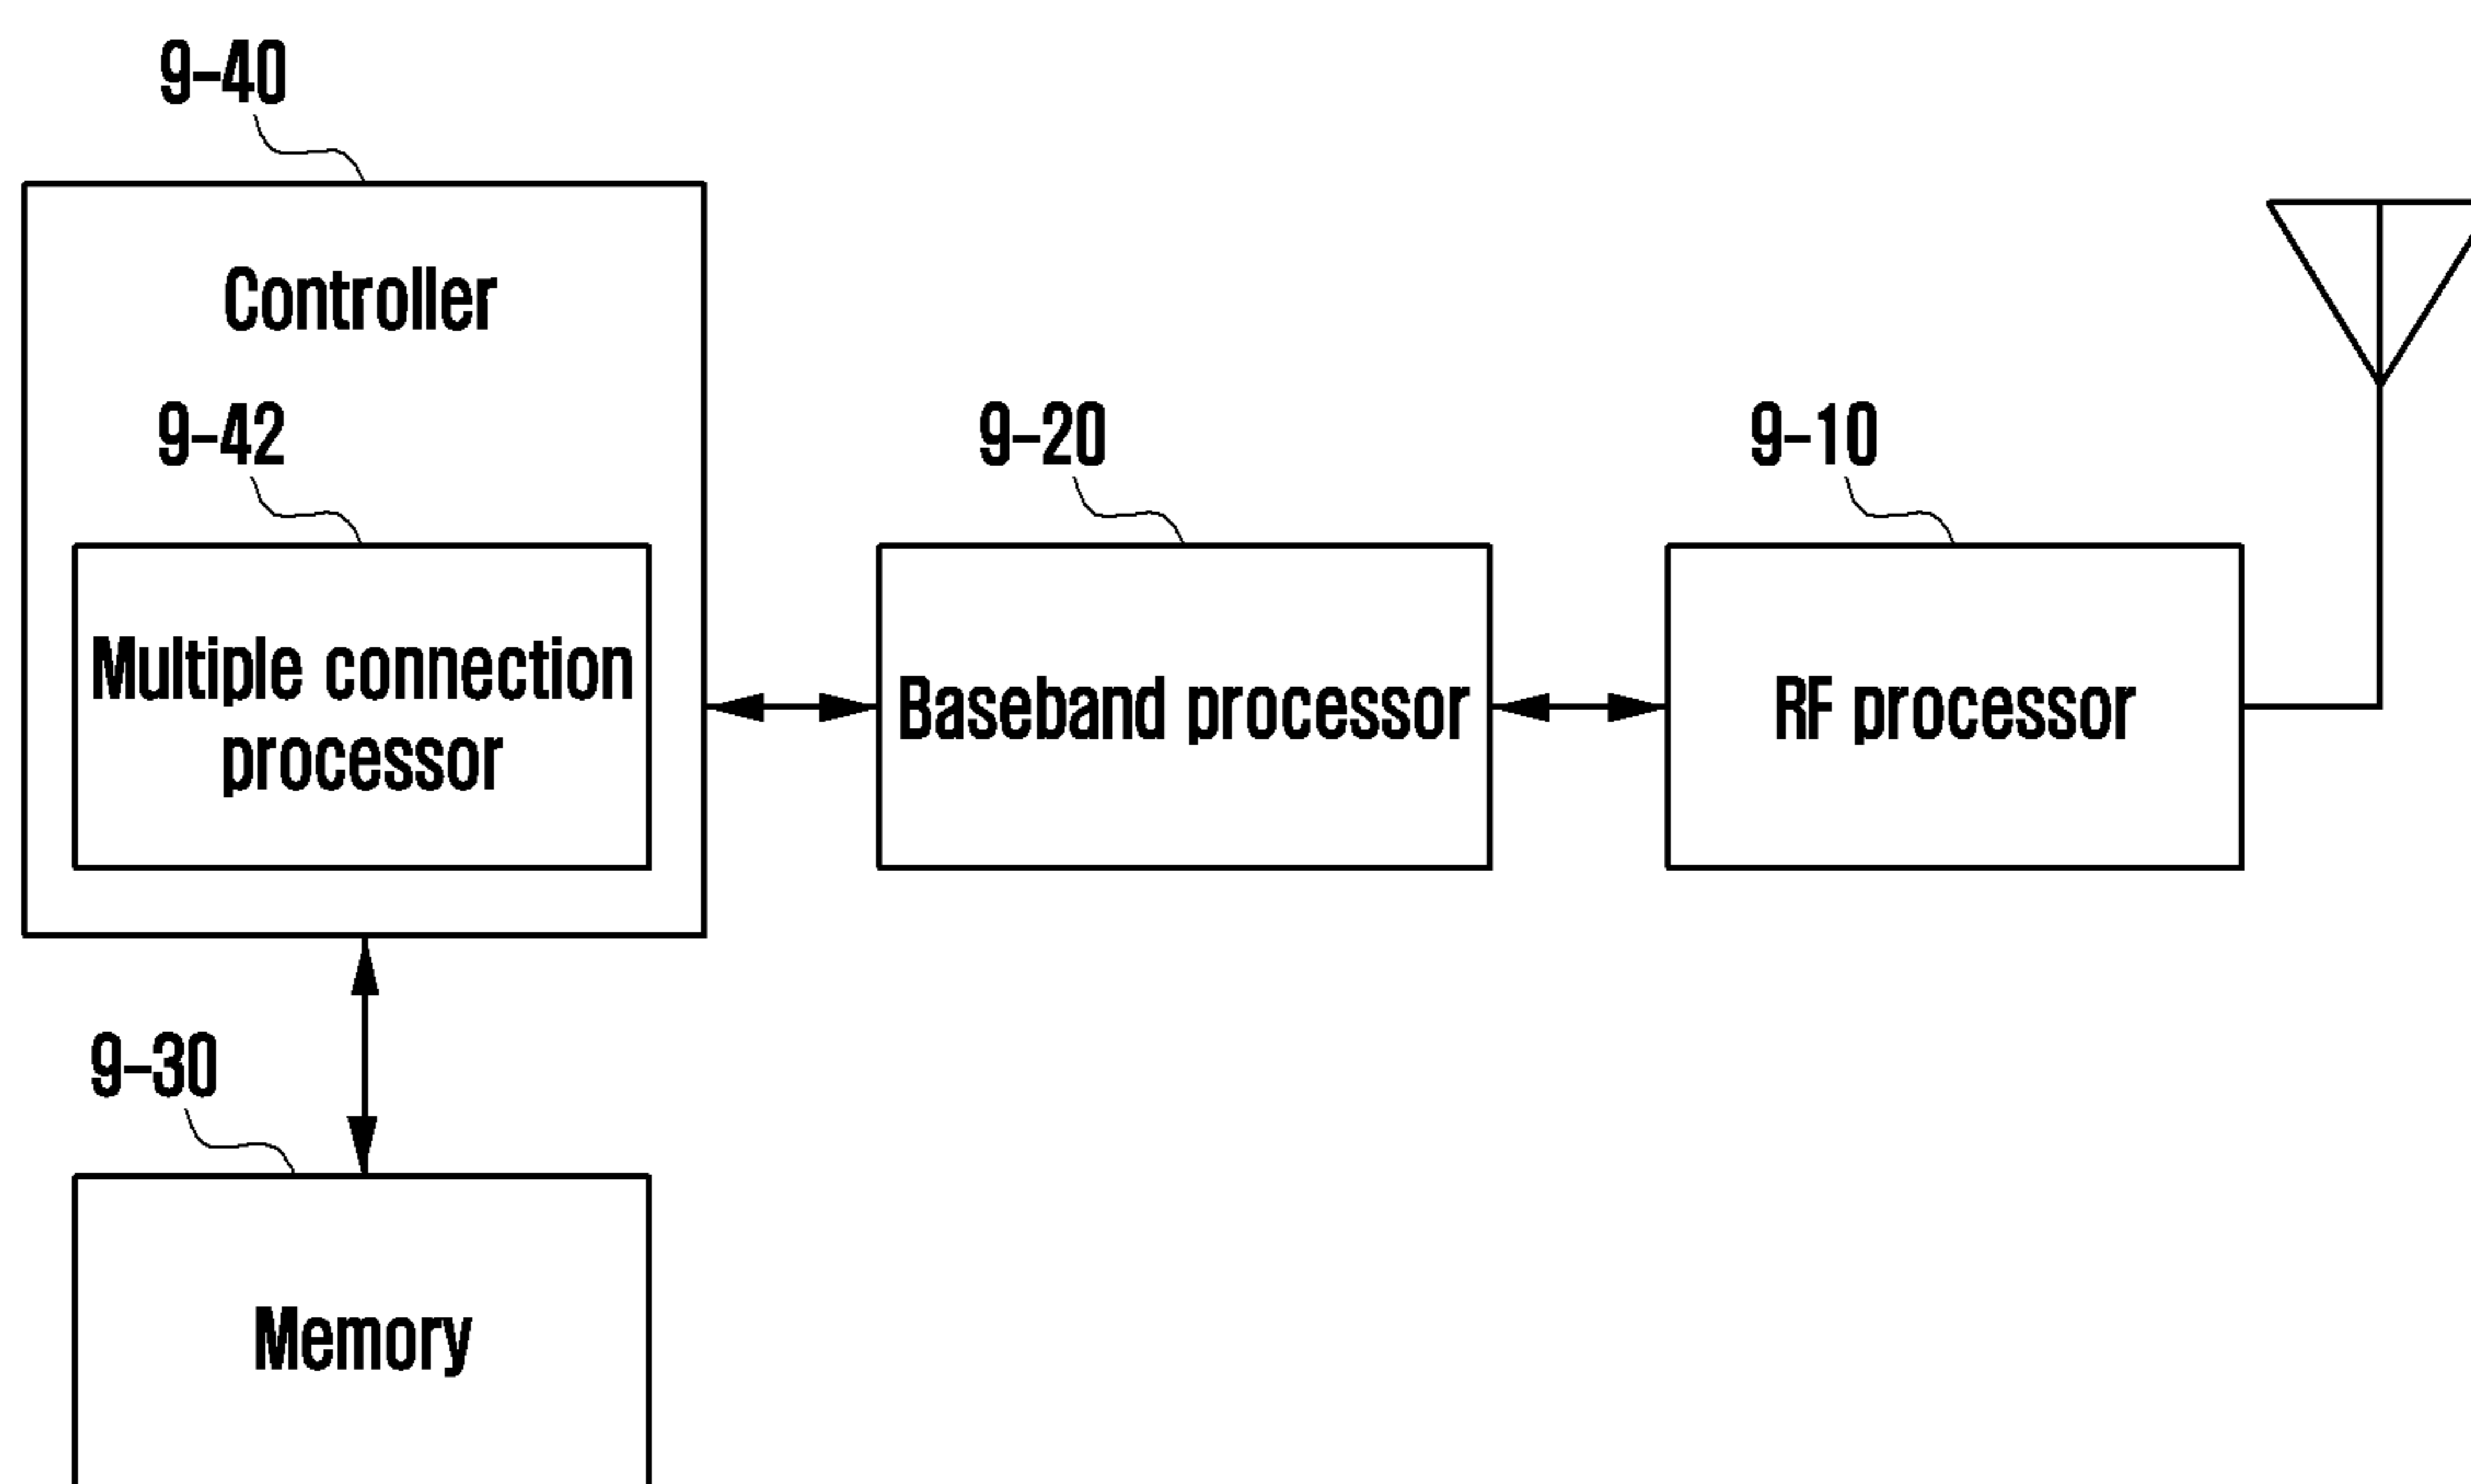 9-40
Controller
9-42
Multiple connection
processor
9-20
Baseband processor
9-10
RF processor
9-30
Memory